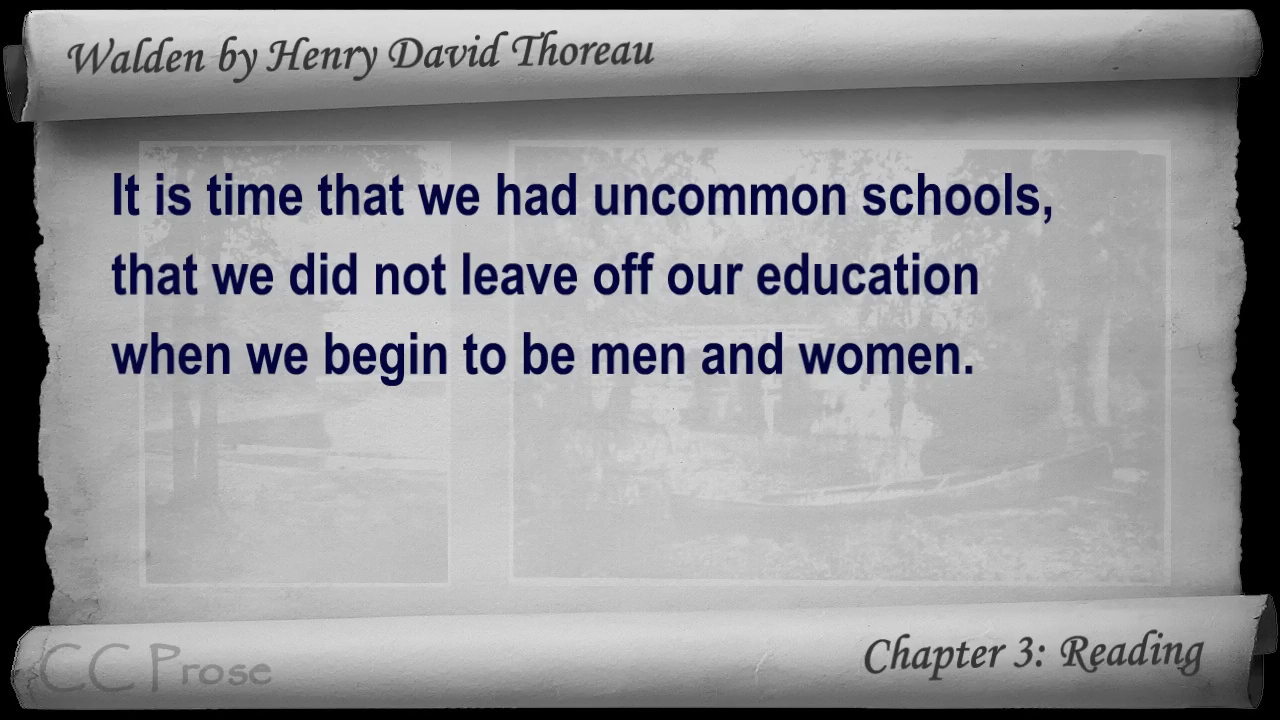 Walden by Henry David Thoreau
It is time that we had uncommon schools,
that we did not leave off our education
when we begin to be men and women.
CC Prose
Chapter 3: Reading